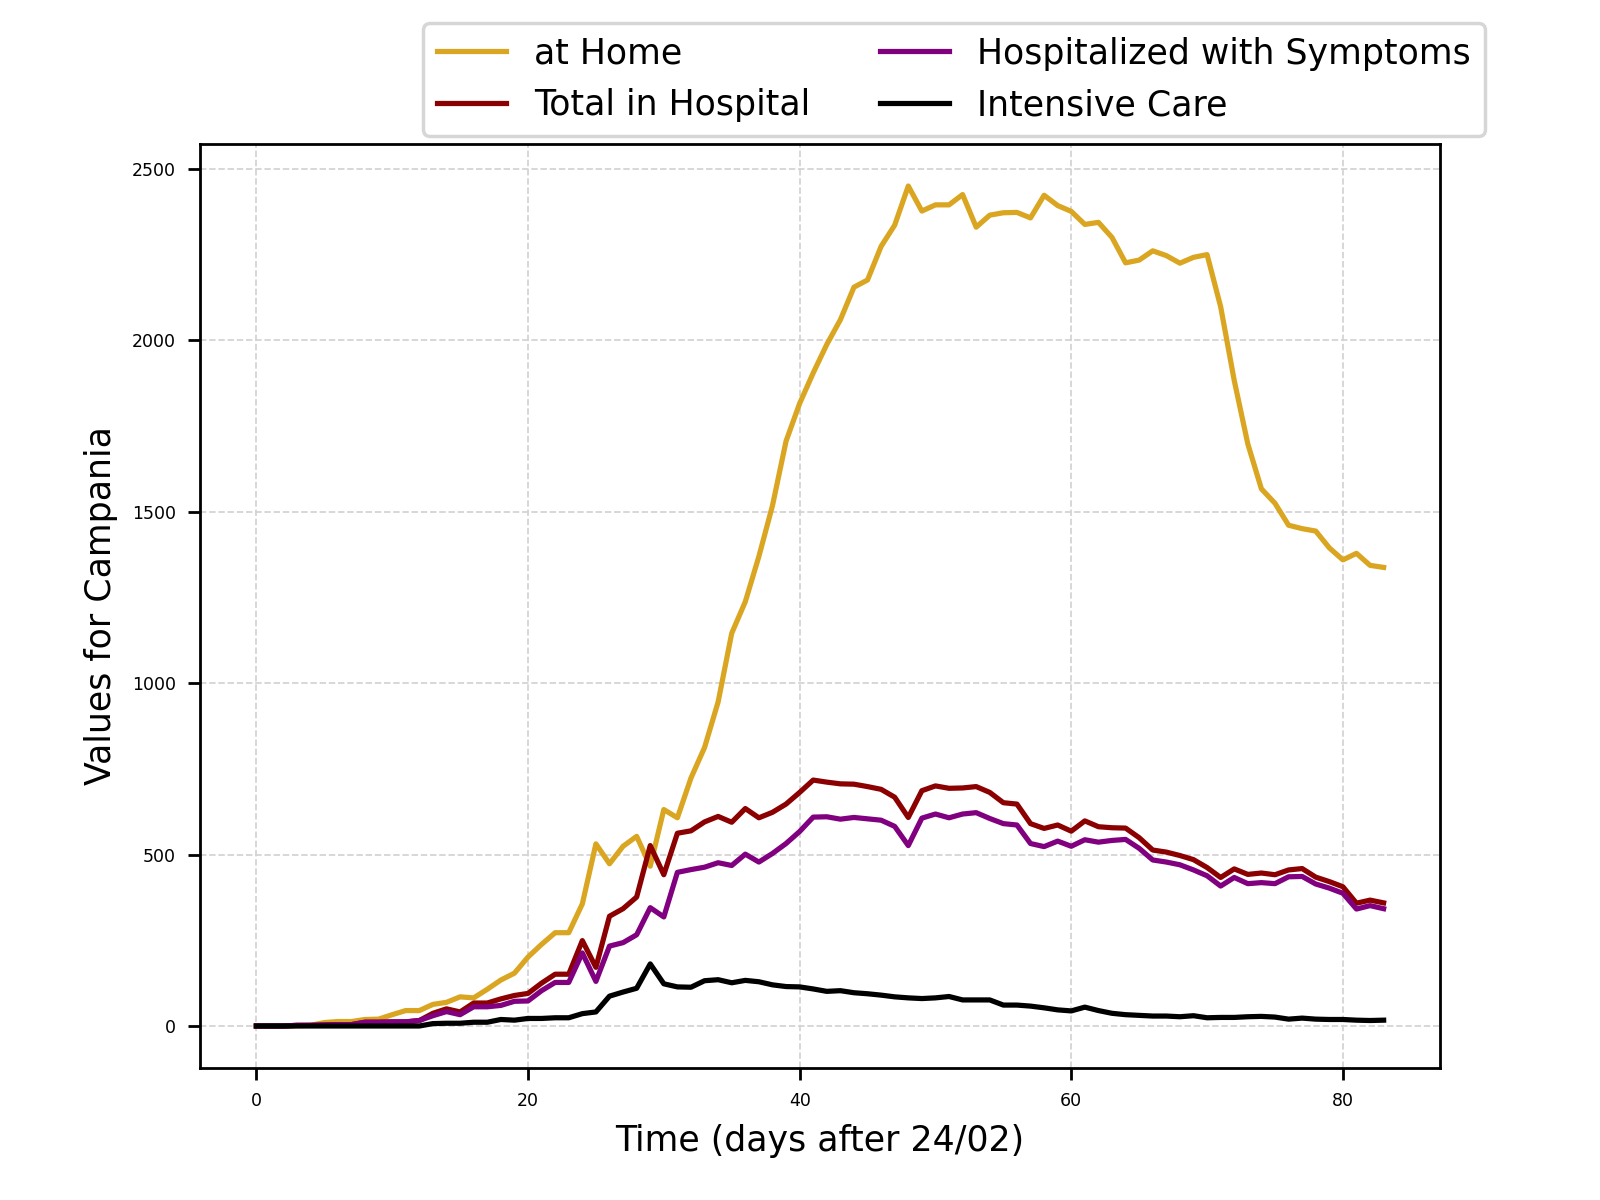 at Home
Hospitalized with Symptoms
Total in Hospital
Intensive Care
2500
2000
1500
1000
500
0
Values for Campania
0 20 40 60 80
Time (days after 24/02)